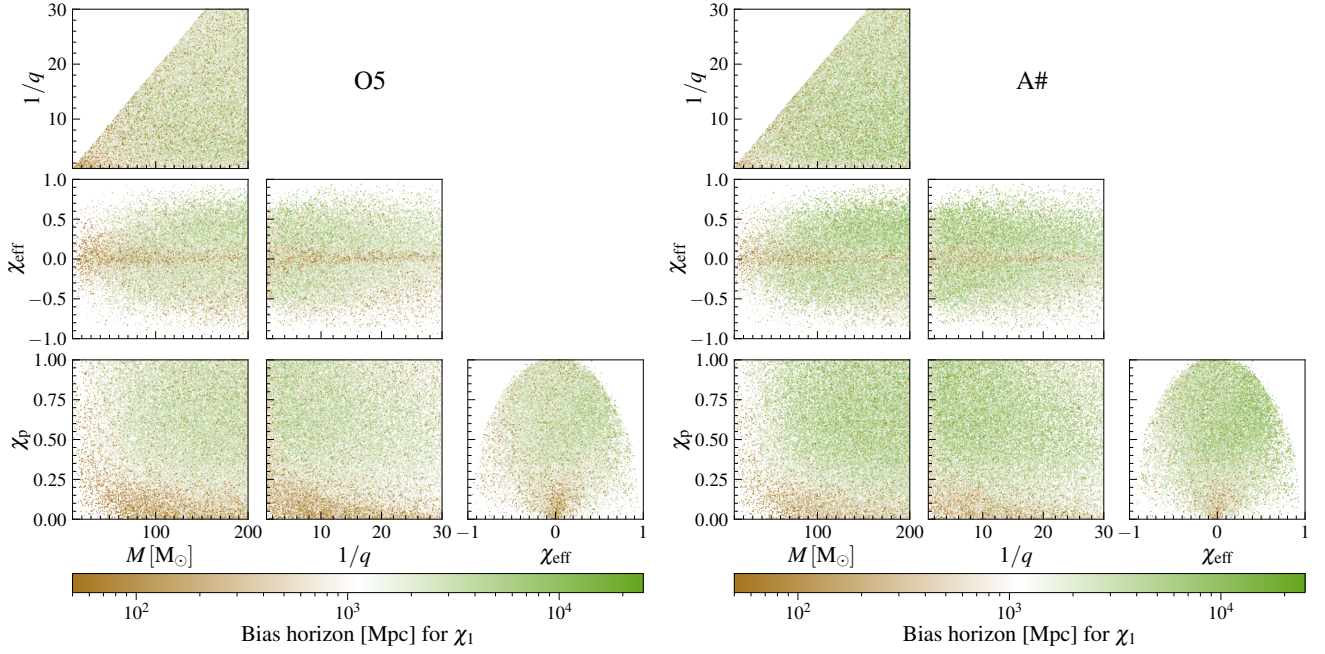 30
20
10
1/q
O5
1.0
0.5
0.0
−0.5
−1.0
χeff
1.00
0.75
0.50
0.25
0.00
χp
100 200
10 20 30
−1 0 1
M [M⊙]
1/q
χeff
10² 10³ 10⁴
Bias horizon [Mpc] for χ₁
30
20
10
1/q
A#
1.0
0.5
0.0
−0.5
−1.0
χeff
1.00
0.75
0.50
0.25
0.00
χp
100 200
10 20 30
−1 0 1
M [M⊙]
1/q
χeff
10² 10³ 10⁴
Bias horizon [Mpc] for χ₁